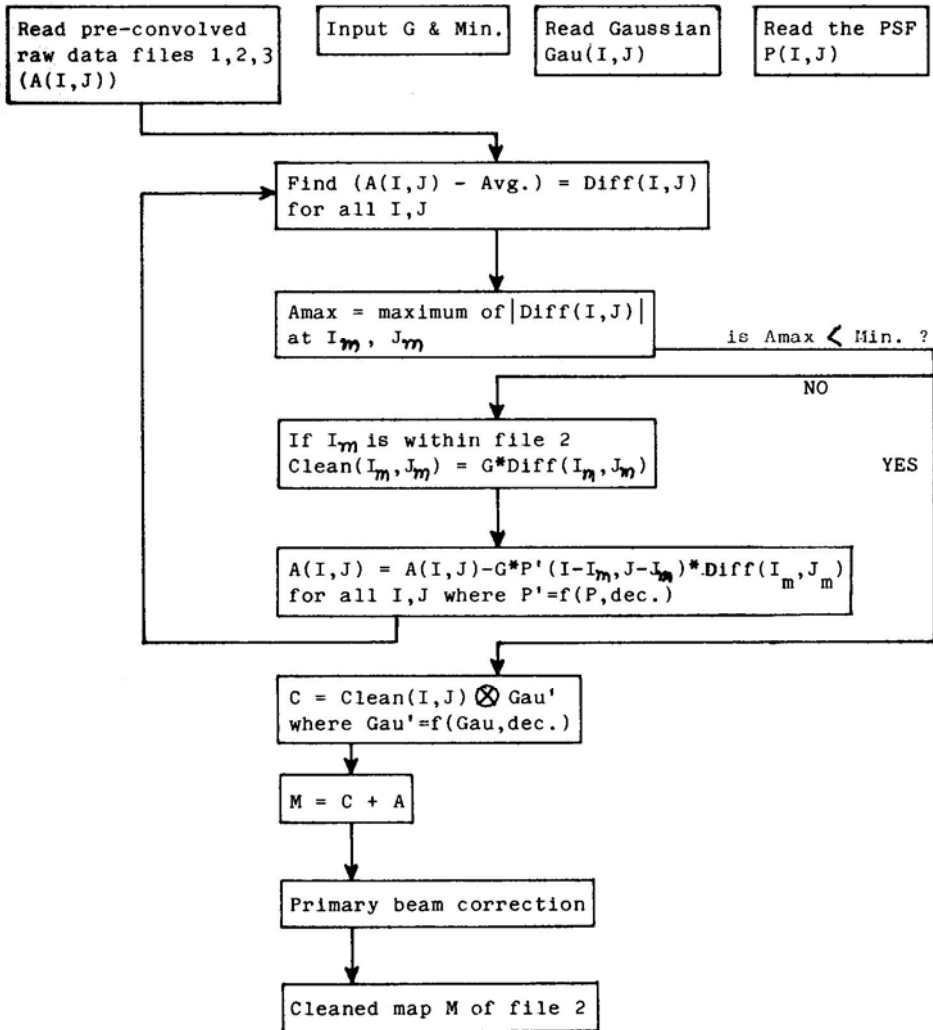 Read pre-convolved
raw data files 1,2,3
(A(I,J))
Input G & Min.
Read Gaussian
Gau(I,J)
Read the PSF
P(I,J)
Find (A(I,J) - Avg.) = Diff(I,J)
for all I,J
Amax = maximum of |Diff(I,J)|
at Im, Jm
is Amax < Min. ?
NO
If Im is within file 2
Clean(Im,Jm) = G*Diff(Im,Jm)
YES
A(I,J) = A(I,J)-G*P'(I-Im,J-Jm)*.Diff(Im,Jm)
for all I,J where P'=f(P,dec.)
C = Clean(I,J) ⊗ Gau'
where Gau'=f(Gau,dec.)
M = C + A
Primary beam correction
Cleaned map M of file 2